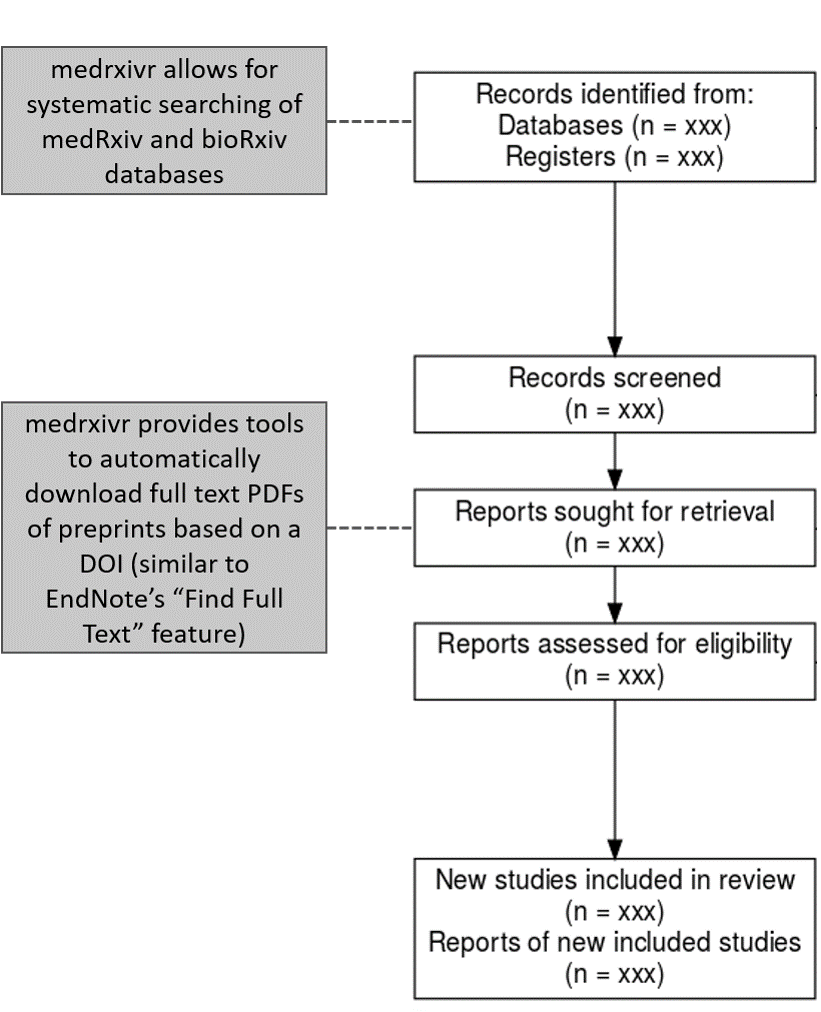 medrxivr allows for
systematic searching of
medRxiv and bioRxiv
databases
Records identified from:
Databases (n = xxx)
Registers (n = xxx)
Records screened
(n = xxx)
medrxivr provides tools
to automatically
download full text PDFs
of preprints based on a
DOI (similar to
EndNote’s “Find Full
Text” feature)
Reports sought for retrieval
(n = xxx)
Reports assessed for eligibility
(n = xxx)
New studies included in review
(n = xxx)
Reports of new included studies
(n = xxx)